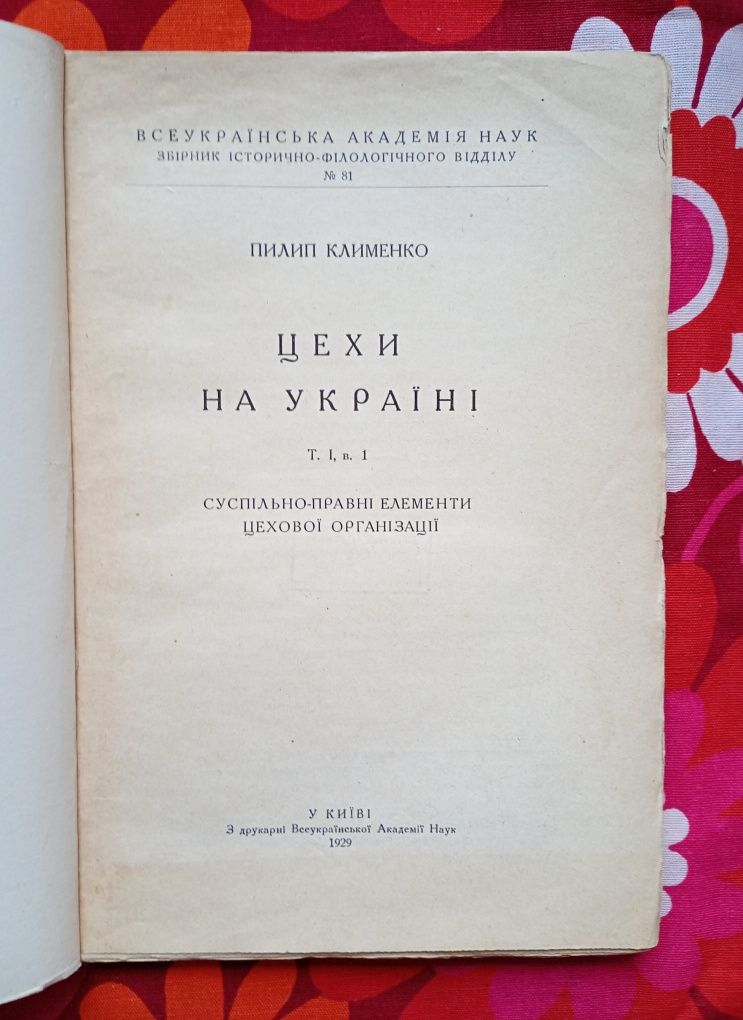 ВСЕУКРАЇНСЬКА АКАДЕМІЯ НАУК
ЗБІРНИК ІСТОРИЧНО-ФІЛОЛОГІЧНОГО ВІДДІЛУ
№ 81
ПИЛИП КЛИМЕНКО
ЦЕХИ
НА УКРАЇНІ
Т. І, в. 1
СУСПІЛЬНО-ПРАВНІ ЕЛЕМЕНТИ
ЦЕХОВОЇ ОРГАНІЗАЦІЇ
У КИЇВІ
З друкарні Всеукраїнської Академії Наук
1929